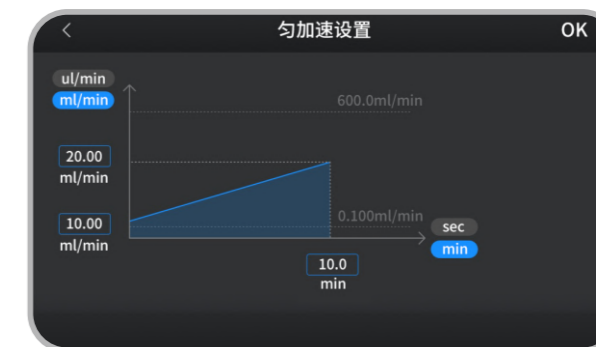 匀加速设置
OK
ul/min
ml/min
600.0ml/min
20.00
ml/min
10.00
ml/min
0.100ml/min
sec
min
10.0
min